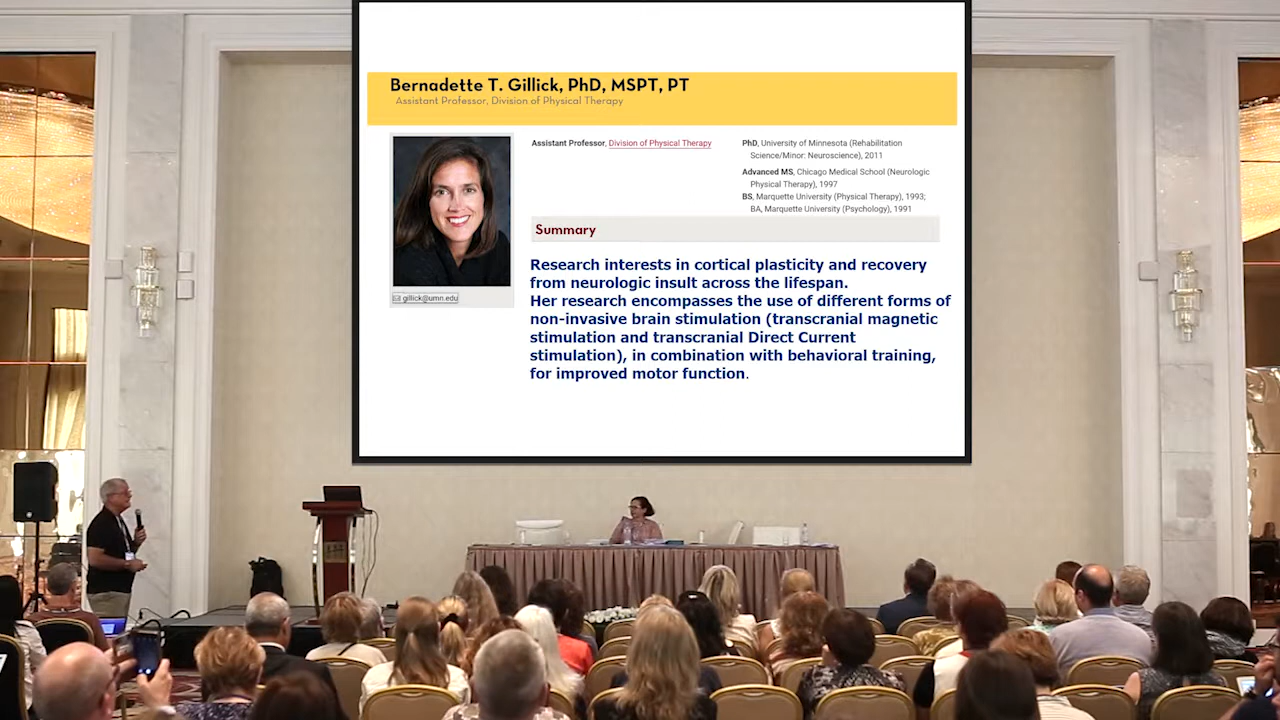 Bernadette T. Gillick, PhD, MSPT, PT
Assistant Professor, Division of Physical Therapy
Assistant Professor, Division of Physical Therapy
PhD, University of Minnesota (Rehabilitation
Science/Minor: Neuroscience), 2011
Advanced MS, Chicago Medical School (Neurologic
Physical Therapy), 1997
BS, Marquette University (Physical Therapy), 1993;
BA, Marquette University (Psychology), 1991
gillick@umn.edu
Summary
Research interests in cortical plasticity and recovery
from neurologic insult across the lifespan.
Her research encompasses the use of different forms of
non-invasive brain stimulation (transcranial magnetic
stimulation and transcranial Direct Current
stimulation), in combination with behavioral training,
for improved motor function.